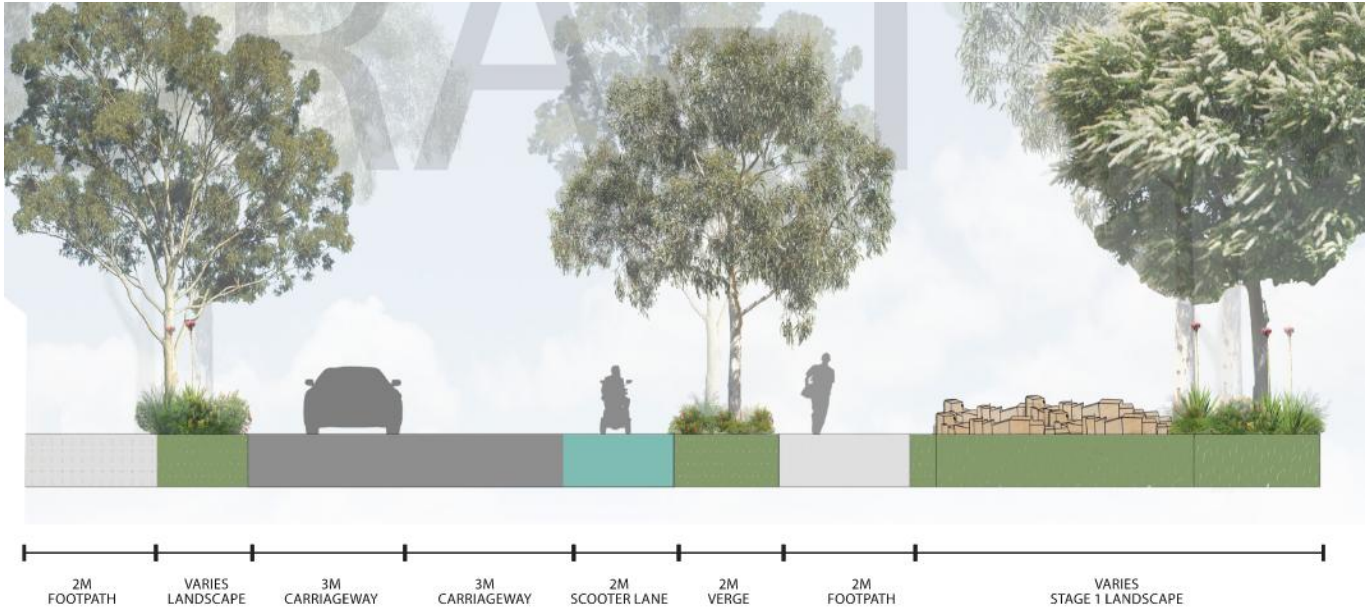 2M
FOOTPATH
VARIES
LANDSCAPE
3M
CARRIAGEWAY
3M
CARRIAGEWAY
2M
SCOOTER LANE
2M
VERGE
2M
FOOTPATH
VARIES
STAGE 1 LANDSCAPE